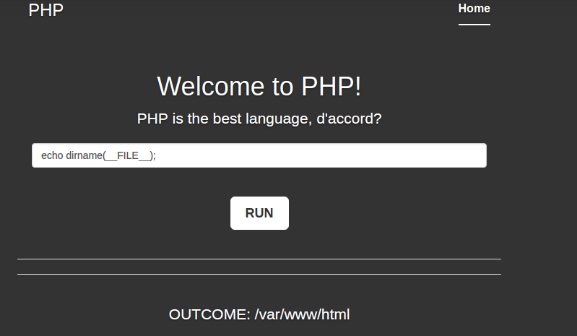 PHP
Home
Welcome to PHP!
PHP is the best language, d'accord?
echo dirname(__FILE__);
RUN
OUTCOME: /var/www/html